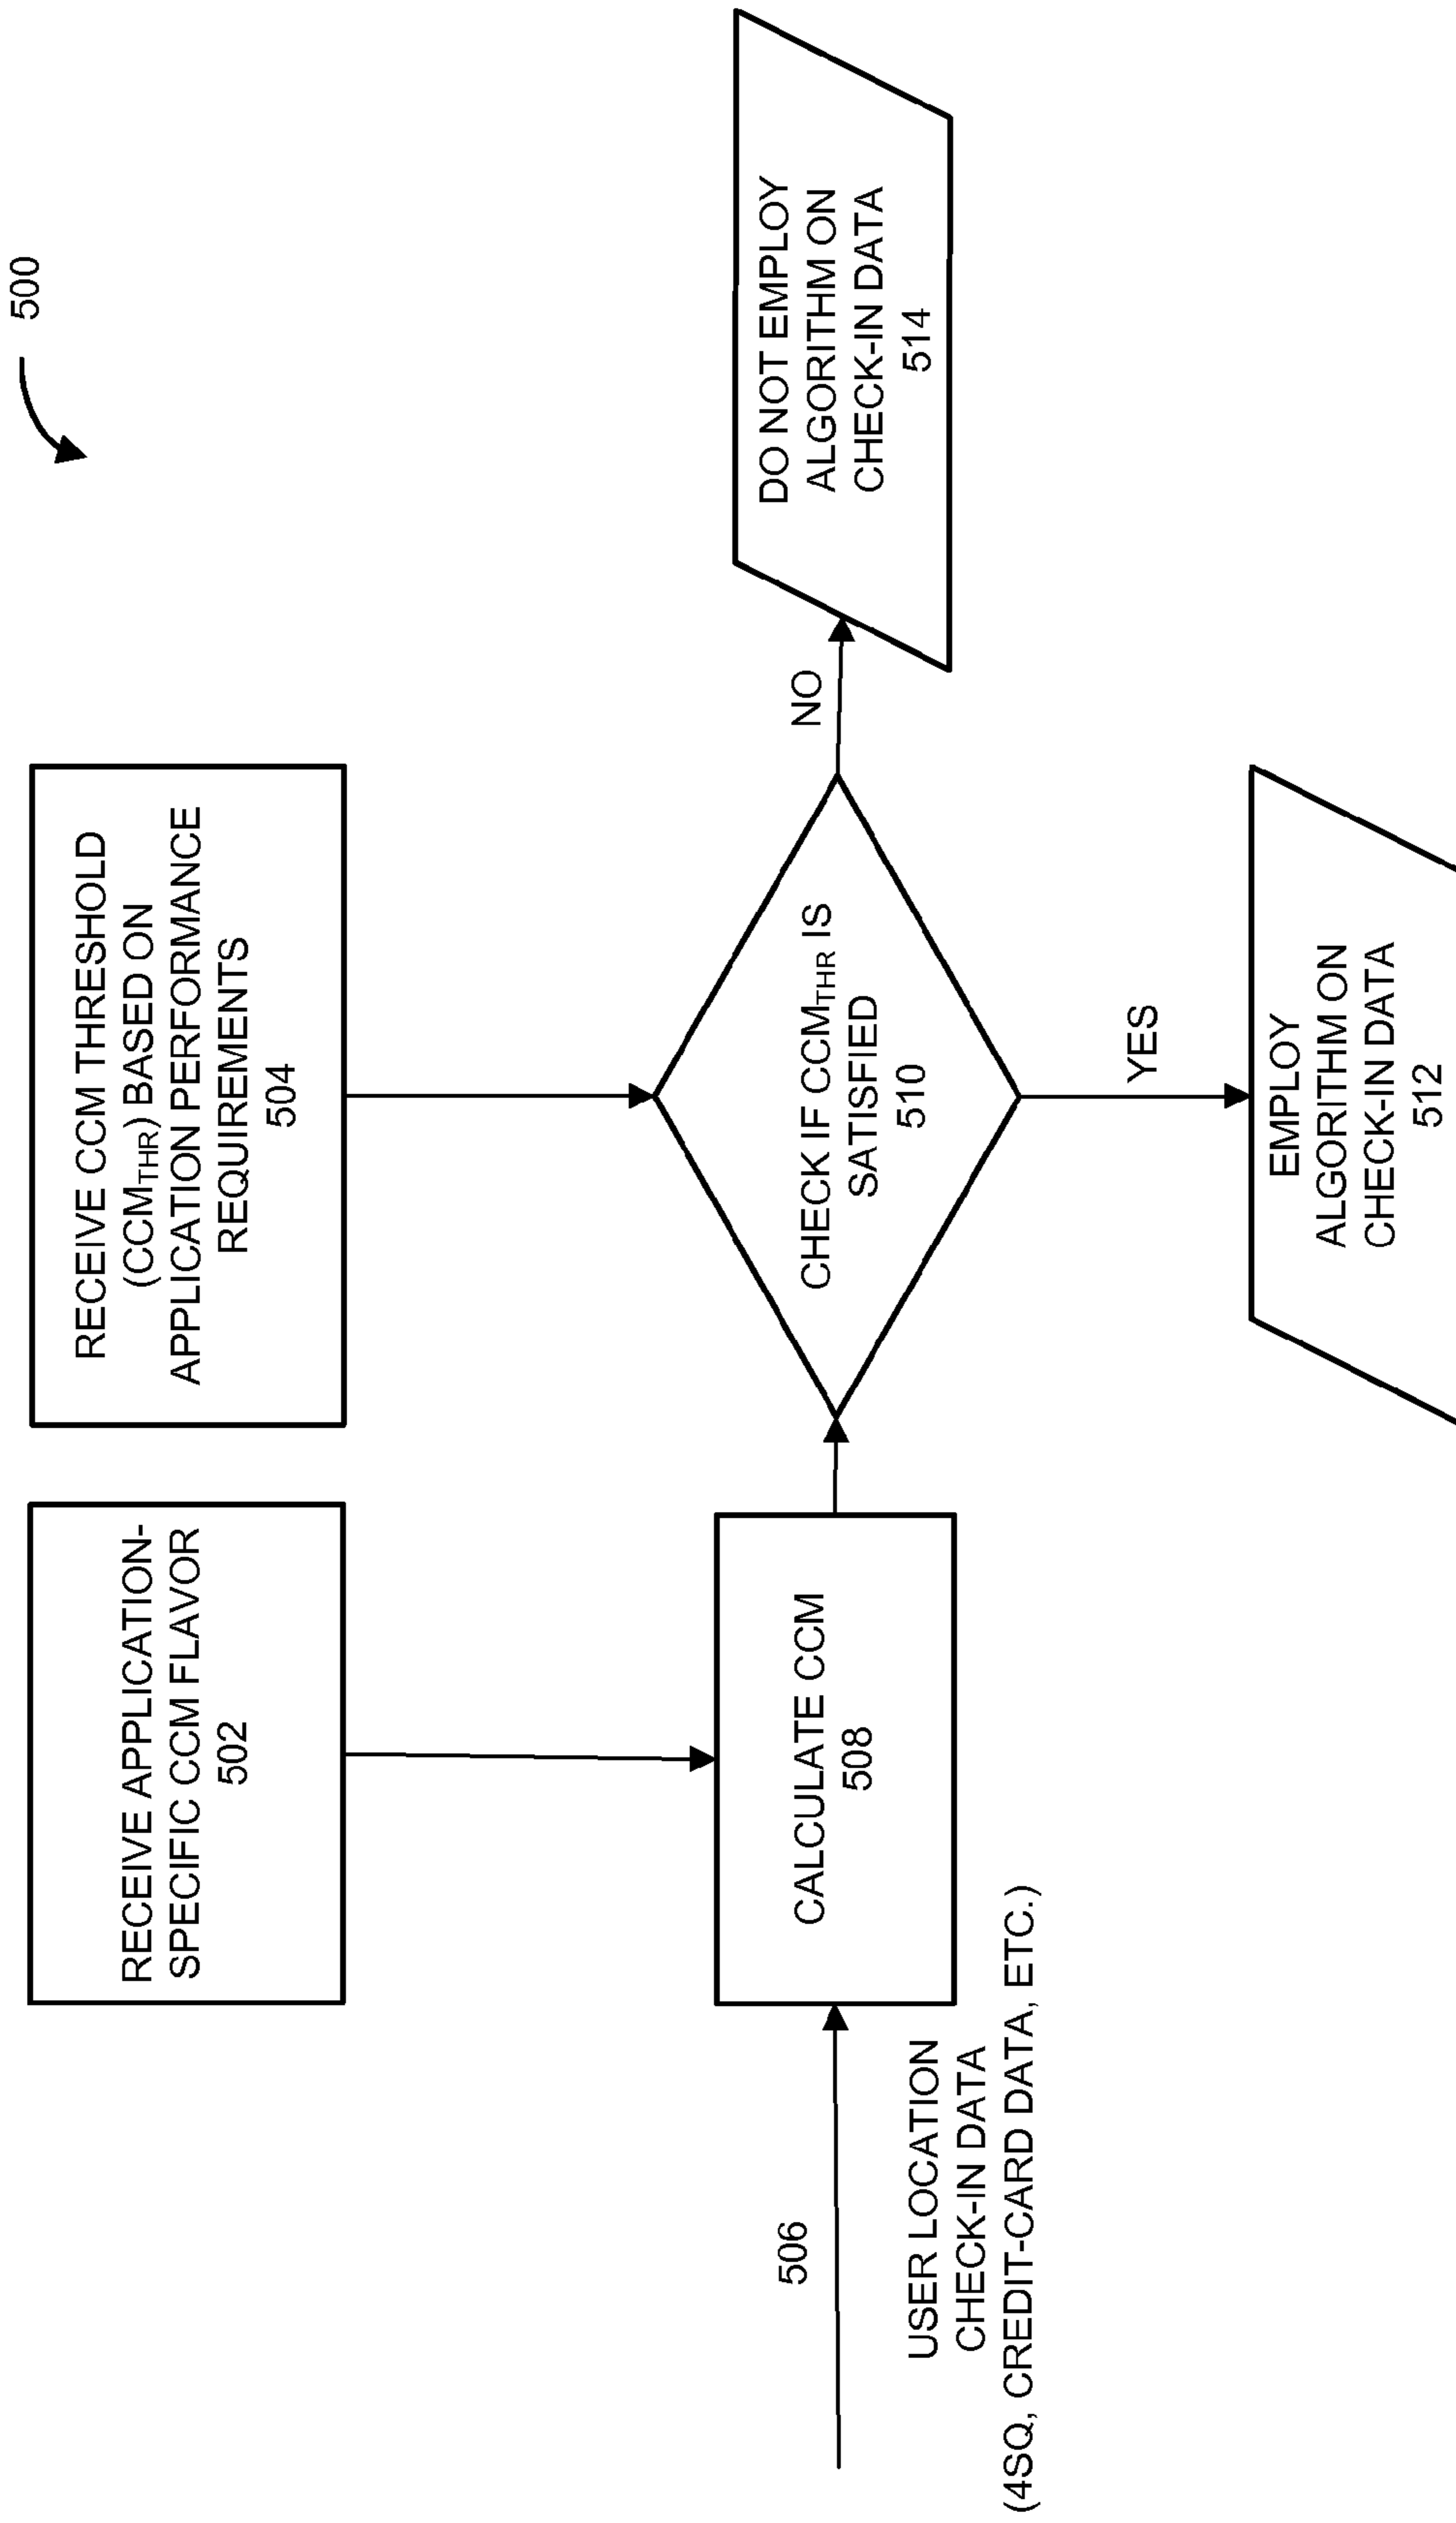 500
RECEIVE APPLICATION-
SPECIFIC CCM FLAVOR
502
RECEIVE CCM THRESHOLD
(CCMTHR) BASED ON
APPLICATION PERFORMANCE
REQUIREMENTS
504
506
USER LOCATION
CHECK-IN DATA
(4SQ, CREDIT-CARD DATA, ETC.)
CALCULATE CCM
508
CHECK IF CCMTHR IS
SATISFIED
510
NO
DO NOT EMPLOY
ALGORITHM ON
CHECK-IN DATA
514
YES
EMPLOY
ALGORITHM ON
CHECK-IN DATA
512